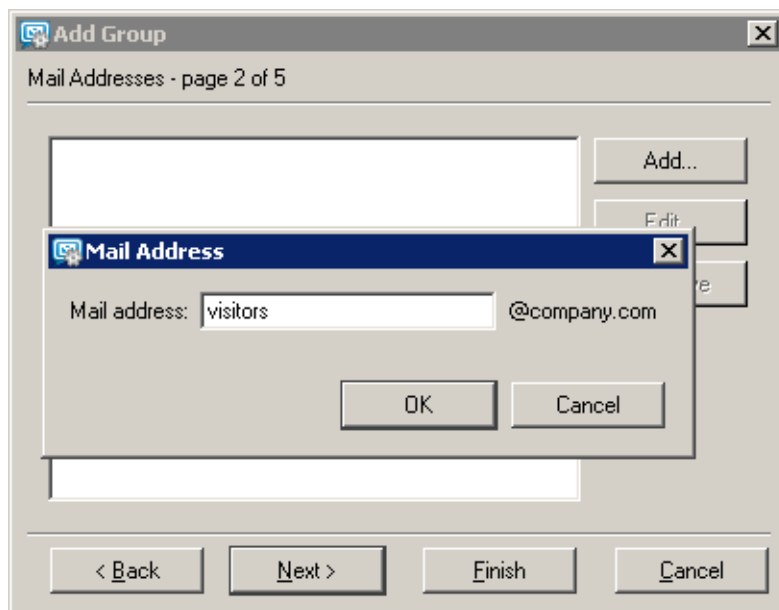 Add Group
Mail Addresses - page 2 of 5
Add...
Edit...
Mail Address
Mail address: visitors @company.com
OK Cancel
< Back Next > Finish Cancel